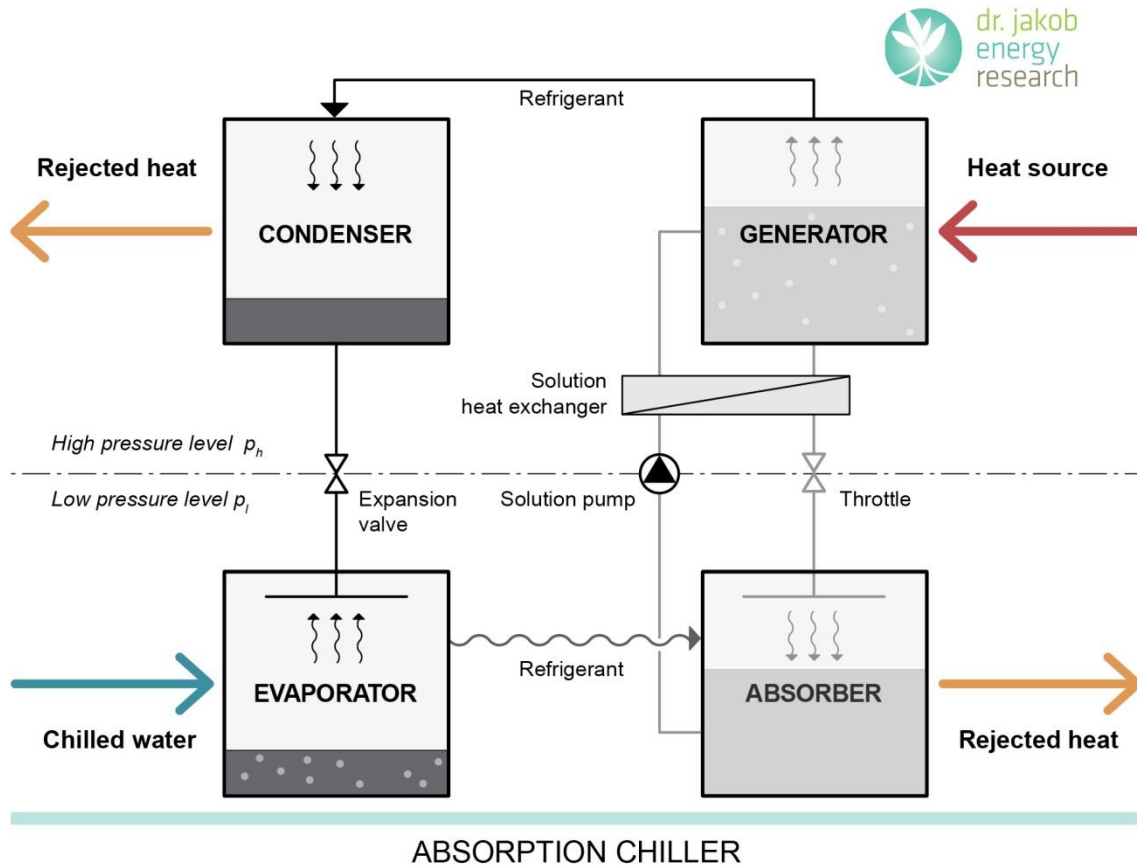 dr. jakob
energy
research
Refrigerant
Rejected heat
Heat source
CONDENSER
GENERATOR
Solution
heat exchanger
High pressure level p_h
Low pressure level p_l
Expansion
valve
Solution pump
Throttle
Refrigerant
EVAPORATOR
ABSORBER
Chilled water
Rejected heat
ABSORPTION CHILLER